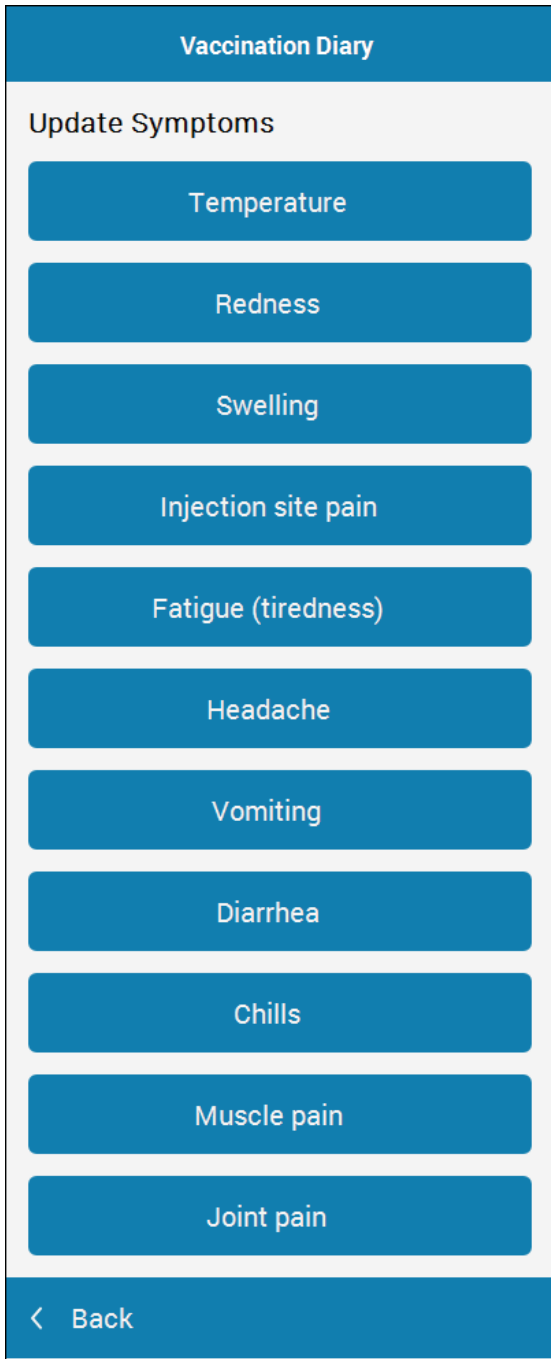 Vaccination Diary
Update Symptoms
Temperature
Redness
Swelling
Injection site pain
Fatigue (tiredness)
Headache
Vomiting
Diarrhea
Chills
Muscle pain
Joint pain
Back